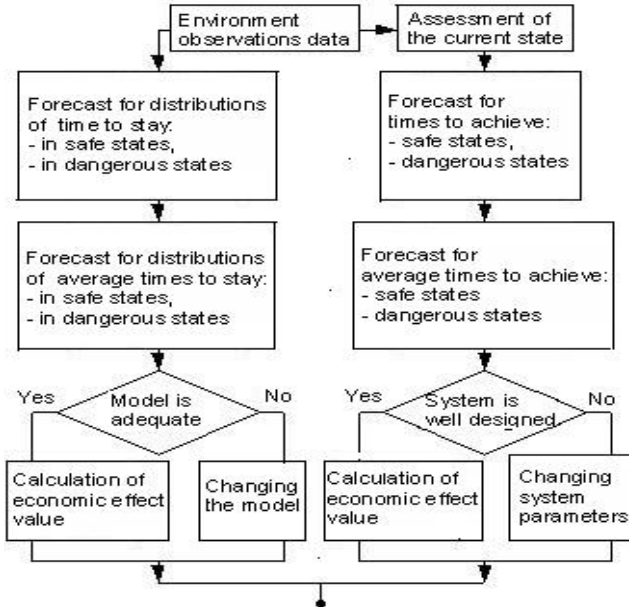 Environment
observations data
Assessment of
the current state
Forecast for distributions
of time to stay:
- in safe states,
- in dangerous states
Forecast for
times to achieve:
- safe states,
- dangerous states
Forecast for distributions
of average times to stay:
- in safe states,
- in dangerous states
Forecast for
average times to achieve:
- safe states
- dangerous states
Yes
Model is
adequate
No
Yes
System is
well designed
No
Calculation of
economic effect
value
Changing
the model
Calculation of
economic effect
value
Changing
system
parameters